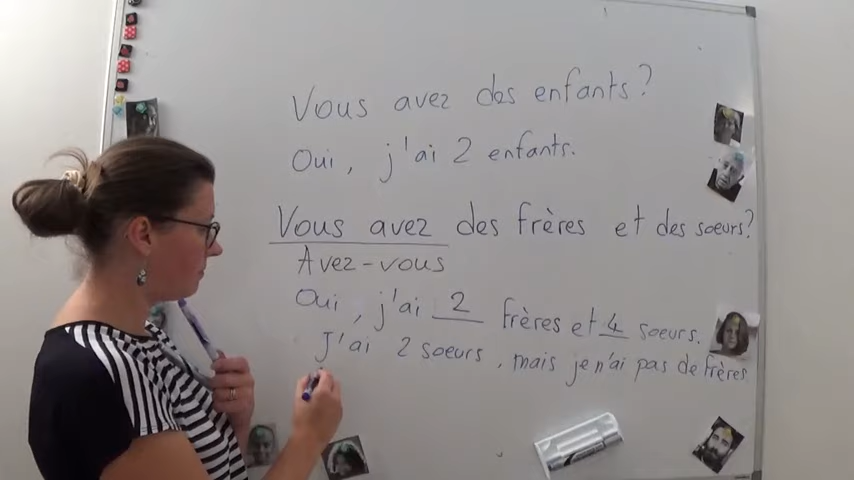 Vous avez des enfants?
Oui, j'ai 2 enfants.
Vous avez des frères et des soeurs?
Avez-vous
Oui, j'ai 2 frères et 4 soeurs.
J'ai 2 soeurs, mais je n'ai pas de frères